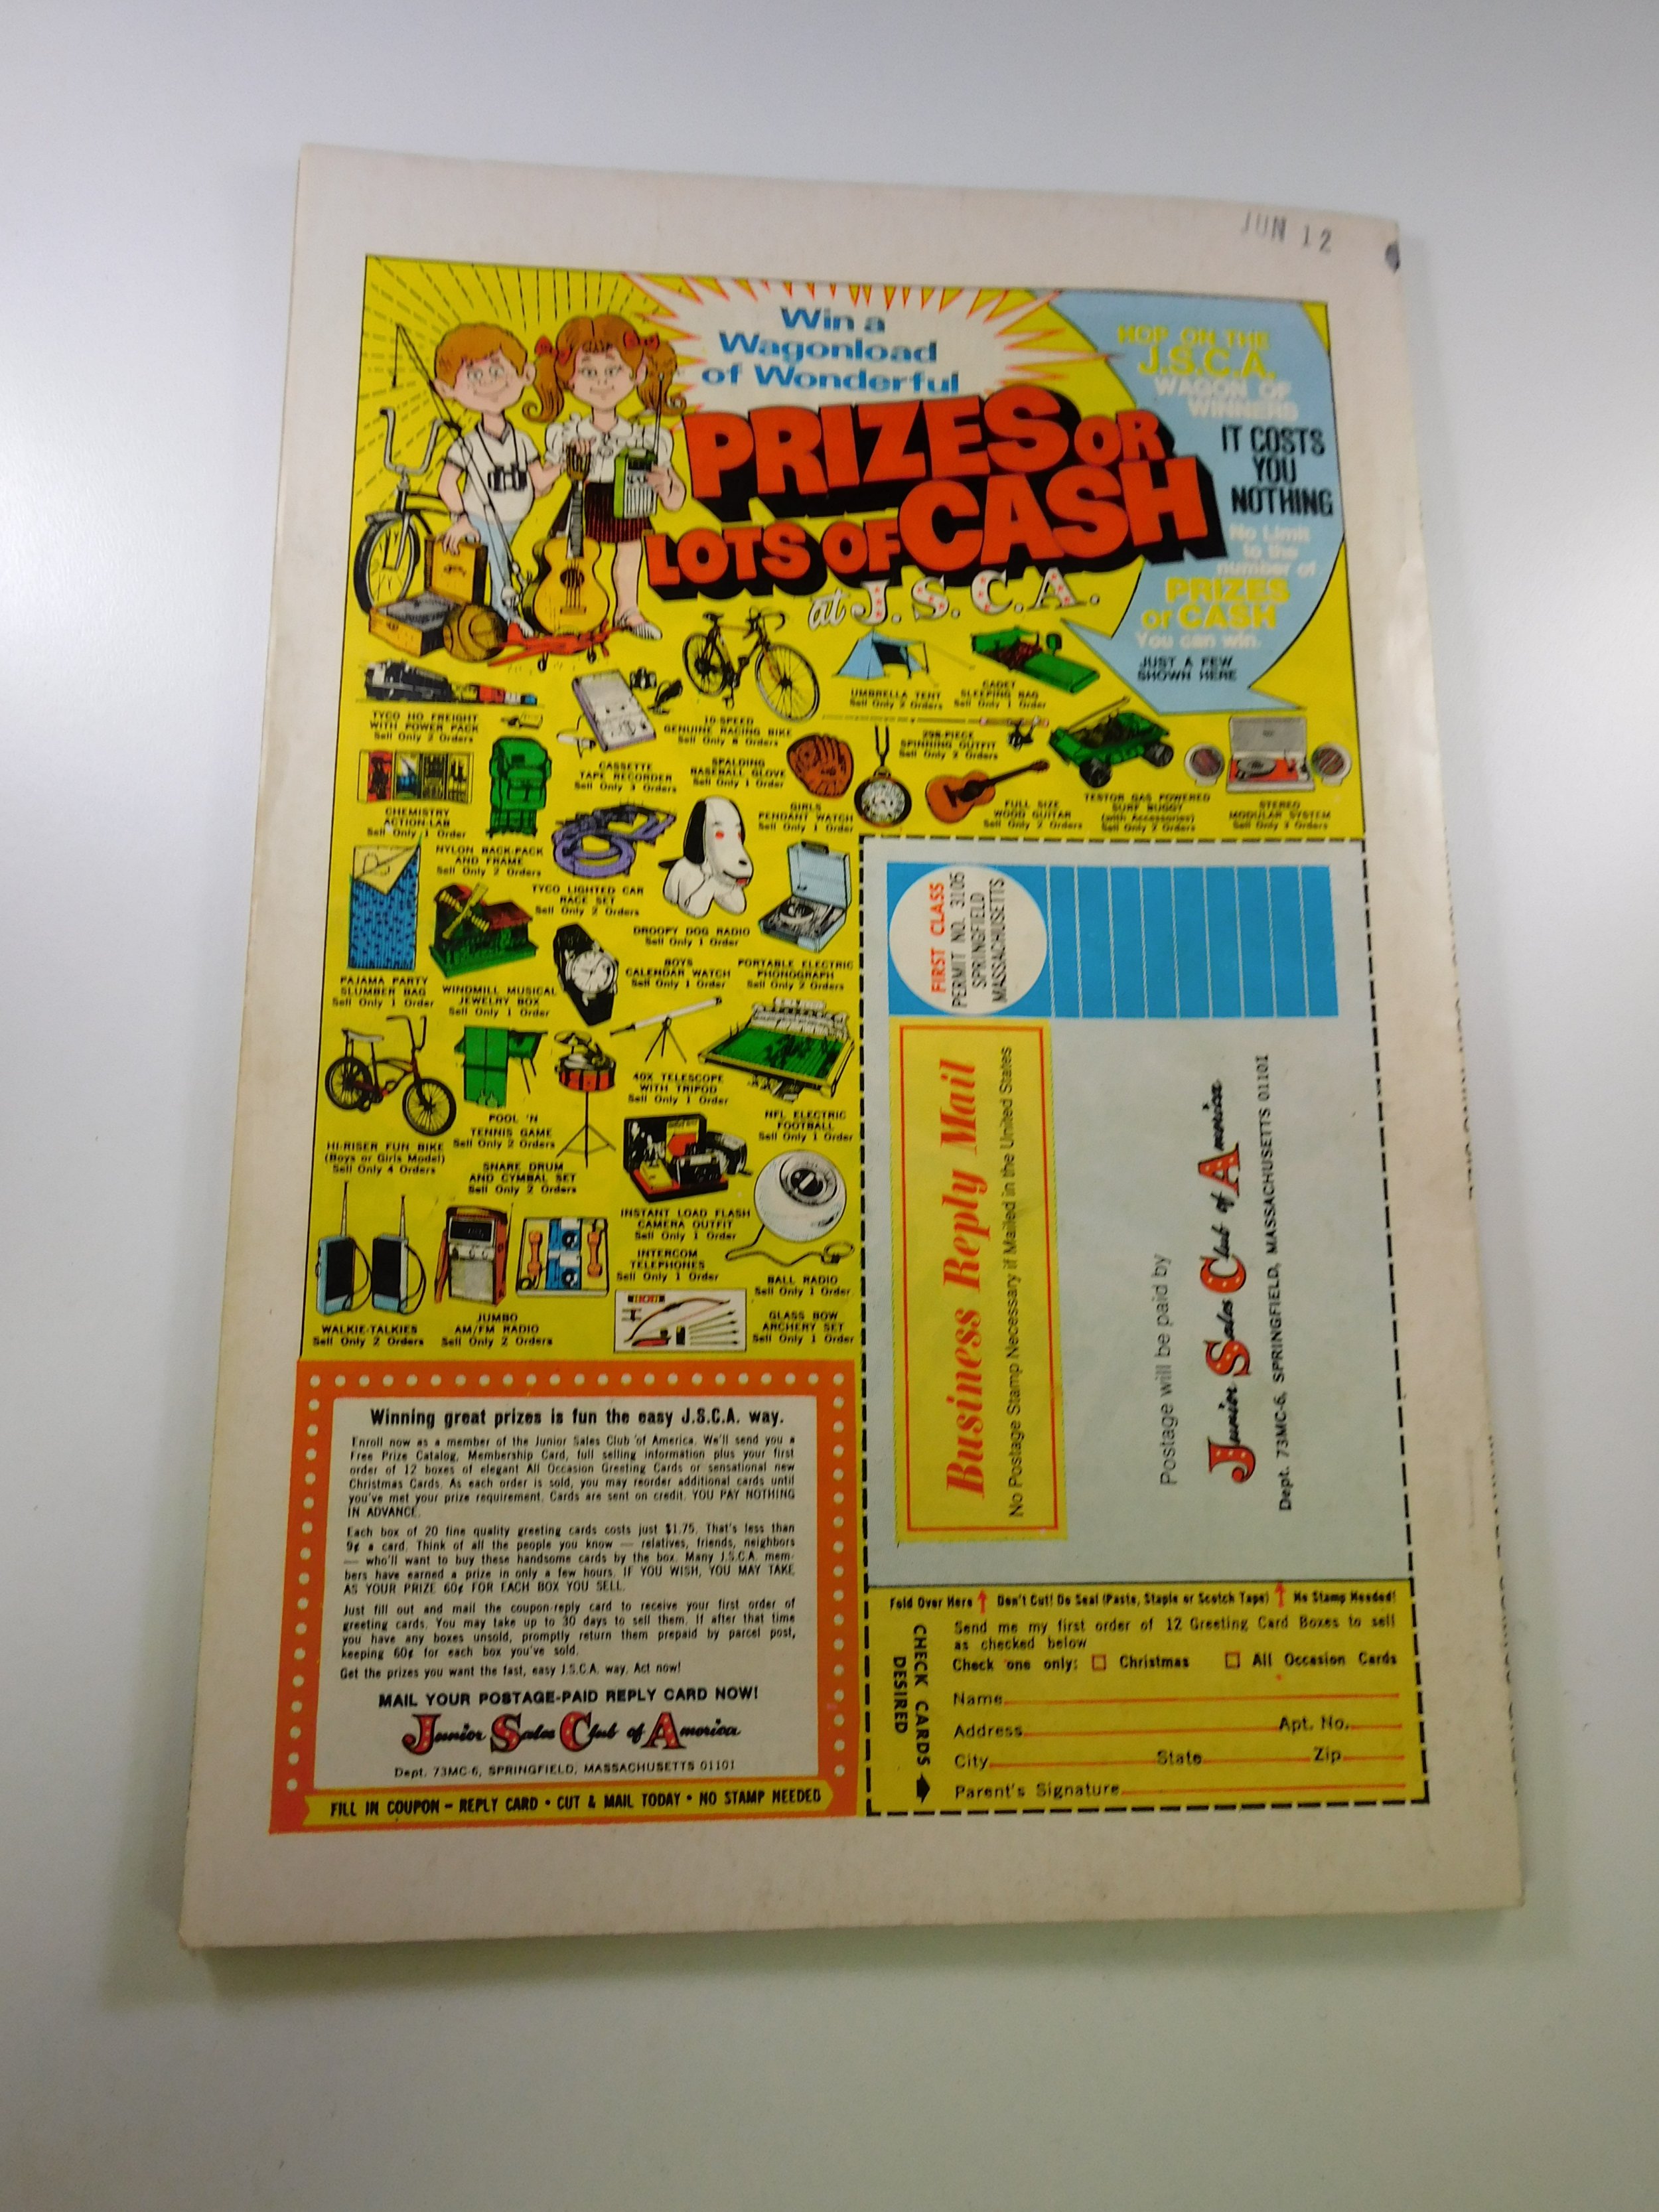 JUN 12
Win a
Wagonload
of Wonderful
PRIZES OR
LOTS OF CASH
at J.S.C.A.
HOP ON THE
J.S.C.A.
WAGON OF
WINNERS
IT COSTS
YOU
NOTHING
No Limit
to the
number of
PRIZES
or CASH
You can win.
JUST A FEW
SHOWN HERE
TYCO HO FREIGHT
WITH POWER PACK
Sell Only 2 Orders
CASSETTE
TAPE RECORDER
Sell Only 3 Orders
10-SPEED
GENUINE RACING BIKE
Sell Only 8 Orders
UMBRELLA TENT
Sell Only 2 Orders
CADET
SLEEPING BAG
Sell Only 1 Order
SPALDING
BASEBALL GLOVE
Sell Only 1 Order
298-PIECE
SPINNING OUTFIT
Sell Only 2 Orders
CHEMISTRY
ACTION-LAB
Sell Only 1 Order
GIRLS
PENDANT WATCH
Sell Only 1 Order
FULL SIZE
WOOD GUITAR
Sell Only 2 Orders
TESTOR GAS POWERED
SURF BUGGY
(with Accessories)
Sell Only 2 Orders
STEREO
MODULAR SYSTEM
Sell Only 3 Orders
NYLON BACK-PACK
AND FRAME
Sell Only 2 Orders
TYCO LIGHTED CAR
RACE SET
Sell Only 2 Orders
DROOPY DOG RADIO
Sell Only 1 Order
PAJAMA PARTY
SLUMBER BAG
Sell Only 1 Order
WINDMILL MUSICAL
JEWELRY BOX
Sell Only 1 Order
BOYS
CALENDAR WATCH
Sell Only 1 Order
PORTABLE ELECTRIC
PHONOGRAPH
Sell Only 2 Orders
HI-RISER FUN BIKE
(Boys or Girls Model)
Sell Only 4 Orders
POOL 'N
TENNIS GAME
Sell Only 2 Orders
40X TELESCOPE
WITH TRIPOD
Sell Only 1 Order
NFL ELECTRIC
FOOTBALL
Sell Only 1 Order
SNARE DRUM
AND CYMBAL SET
Sell Only 2 Orders
INSTANT LOAD FLASH
CAMERA OUTFIT
Sell Only 1 Order
INTERCOM
TELEPHONES
Sell Only 1 Order
BALL RADIO
Sell Only 1 Order
WALKIE-TALKIES
Sell Only 2 Orders
JUMBO
AM/FM RADIO
Sell Only 2 Orders
GLASS BOW
ARCHERY SET
Sell Only 1 Order
Winning great prizes is fun the easy J.S.C.A. way.
Enroll now as a member of the Junior Sales Club of America. We'll send you a
Free Prize Catalog, Membership Card, full selling information plus your first
order of 12 boxes of elegant All Occasion Greeting Cards or sensational new
Christmas Cards. As each order is sold, you may reorder additional cards until
you've met your prize requirement. Cards are sent on credit. YOU PAY NOTHING
IN ADVANCE.
Each box of 20 fine quality greeting cards costs just $1.75. That's less than
9¢ a card. Think of all the people you know — relatives, friends, neighbors
— who'll want to buy these handsome cards by the box. Many J.S.C.A. mem-
bers have earned a prize in only a few hours. IF YOU WISH, YOU MAY TAKE
AS YOUR PRIZE 60¢ FOR EACH BOX YOU SELL.
Just fill out and mail the coupon-reply card to receive your first order of
greeting cards. You may take up to 30 days to sell them. If after that time
you have any boxes unsold, promptly return them prepaid by parcel post,
keeping 60¢ for each box you've sold.
Get the prizes you want the fast, easy J.S.C.A. way. Act now!
MAIL YOUR POSTAGE-PAID REPLY CARD NOW!
Junior Sales Club of America
Dept. 73MC-6, SPRINGFIELD, MASSACHUSETTS 01101
FILL IN COUPON – REPLY CARD • CUT & MAIL TODAY • NO STAMP NEEDED
FIRST CLASS
PERMIT NO. 3105
SPRINGFIELD
MASSACHUSETTS
Business Reply Mail
No Postage Stamp Necessary if Mailed in the United States
Postage will be paid by
Junior Sales Club of America
Dept. 73MC-6, SPRINGFIELD, MASSACHUSETTS 01101
Fold Over Here Don't Cut! Do Seal (Paste, Staple or Scotch Tape) No Stamp Needed!
CHECK CARDS
DESIRED
Send me my first order of 12 Greeting Card Boxes to sell
as checked below
Check one only: Christmas All Occasion Cards
Name
Address Apt. No.
City State Zip
Parent's Signature